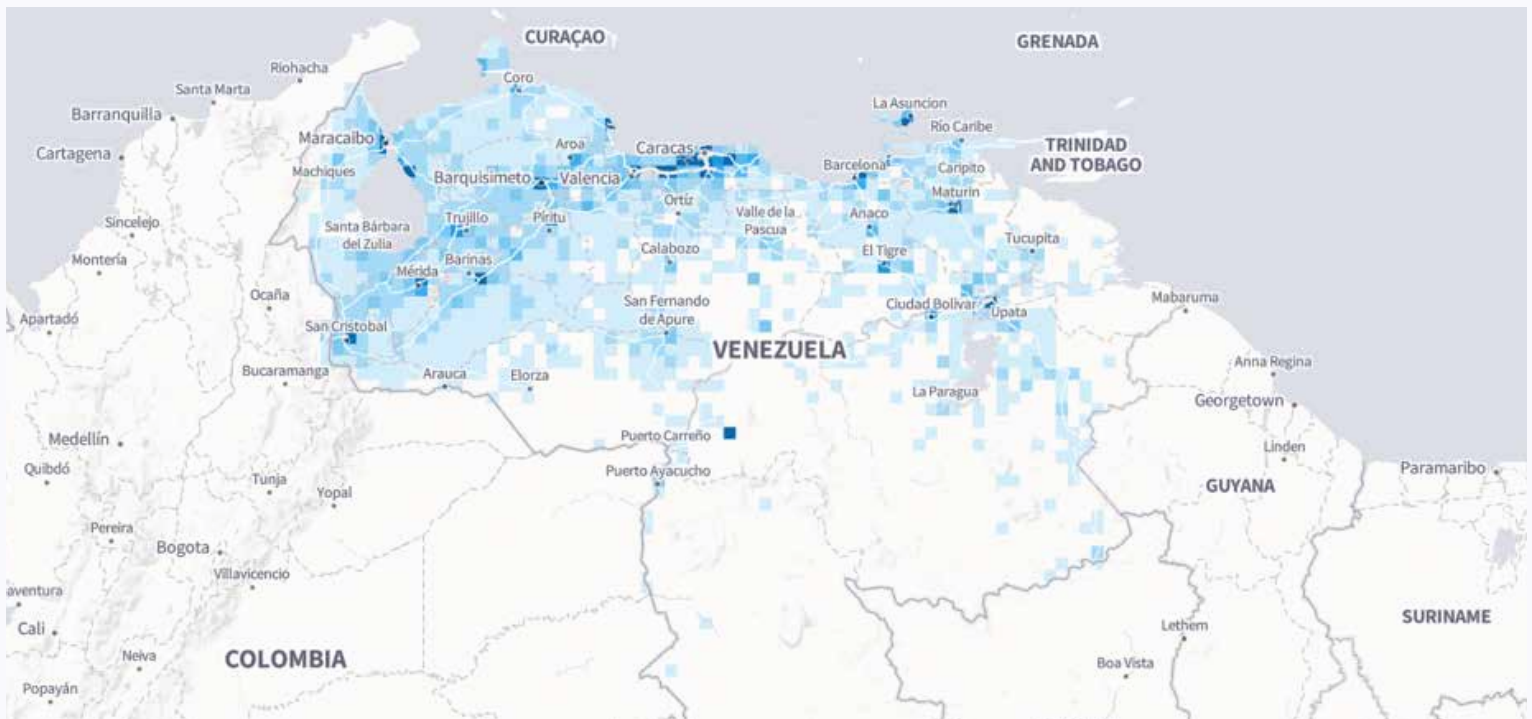 CURAÇAO
GRENADA
Riohacha
Coro
Santa Marta
La Asuncion
Barranquilla
Río Caribe
Maracaibo
Aroa
Caracas
TRINIDAD
AND TOBAGO
Cartagena
Machiques
Barquisimeto
Valencia
Barcelona
Caripito
Maturin
Ortiz
Sincelejo
Santa Bárbara
del Zulia
Trujillo
Píritu
Valle de la
Pascua
Anaco
Tucupita
Montería
Mérida
Barinas
Calabozo
El Tigre
Ocaña
San Fernando
de Apure
Ciudad Bolivar
Upata
Mabaruma
Apartadó
San Cristobal
VENEZUELA
Bucaramanga
Arauca
Elorza
La Paragua
Anna Regina
Georgetown
Medellín
Puerto Carreño
Linden
Quibdó
Tunja
Yopal
Puerto Ayacucho
Paramaribo
GUYANA
Pereira
Bogota
Villavicencio
aventura
Cali
Neiva
COLOMBIA
Lethem
SURINAME
Boa Vista
Popayán